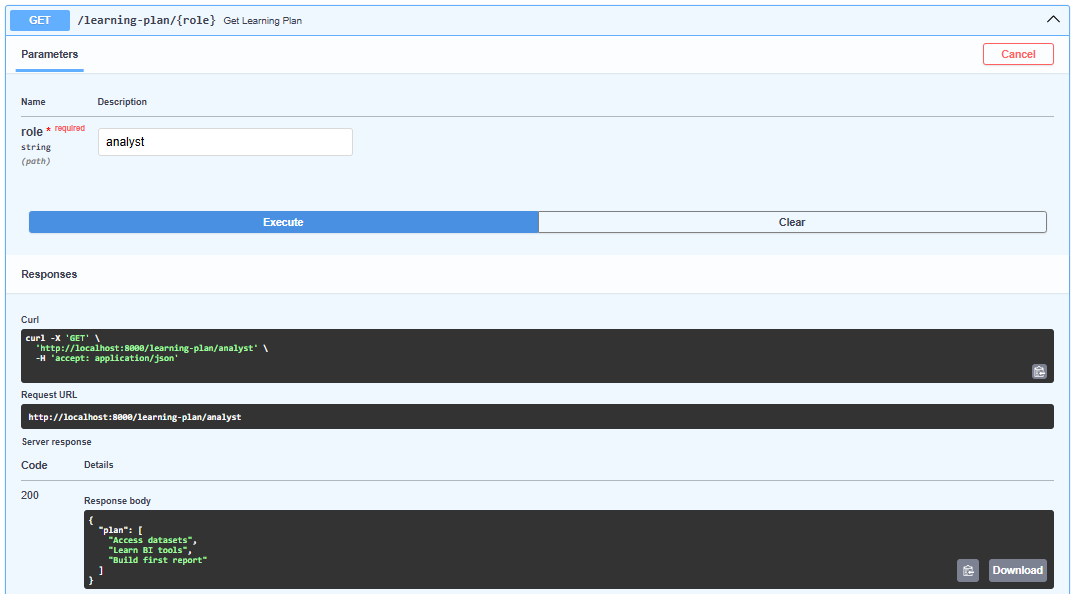 GET /learning-plan/{role} Get Learning Plan
Parameters Cancel
Name Description
role * required
string
(path)
analyst
Execute Clear
Responses
Curl
curl -X 'GET' \
'http://localhost:8000/learning-plan/analyst' \
-H 'accept: application/json'
Request URL
http://localhost:8000/learning-plan/analyst
Server response
Code Details
200
Response body
{
"plan": [
"Access datasets",
"Learn BI tools",
"Build first report"
]
}
Download